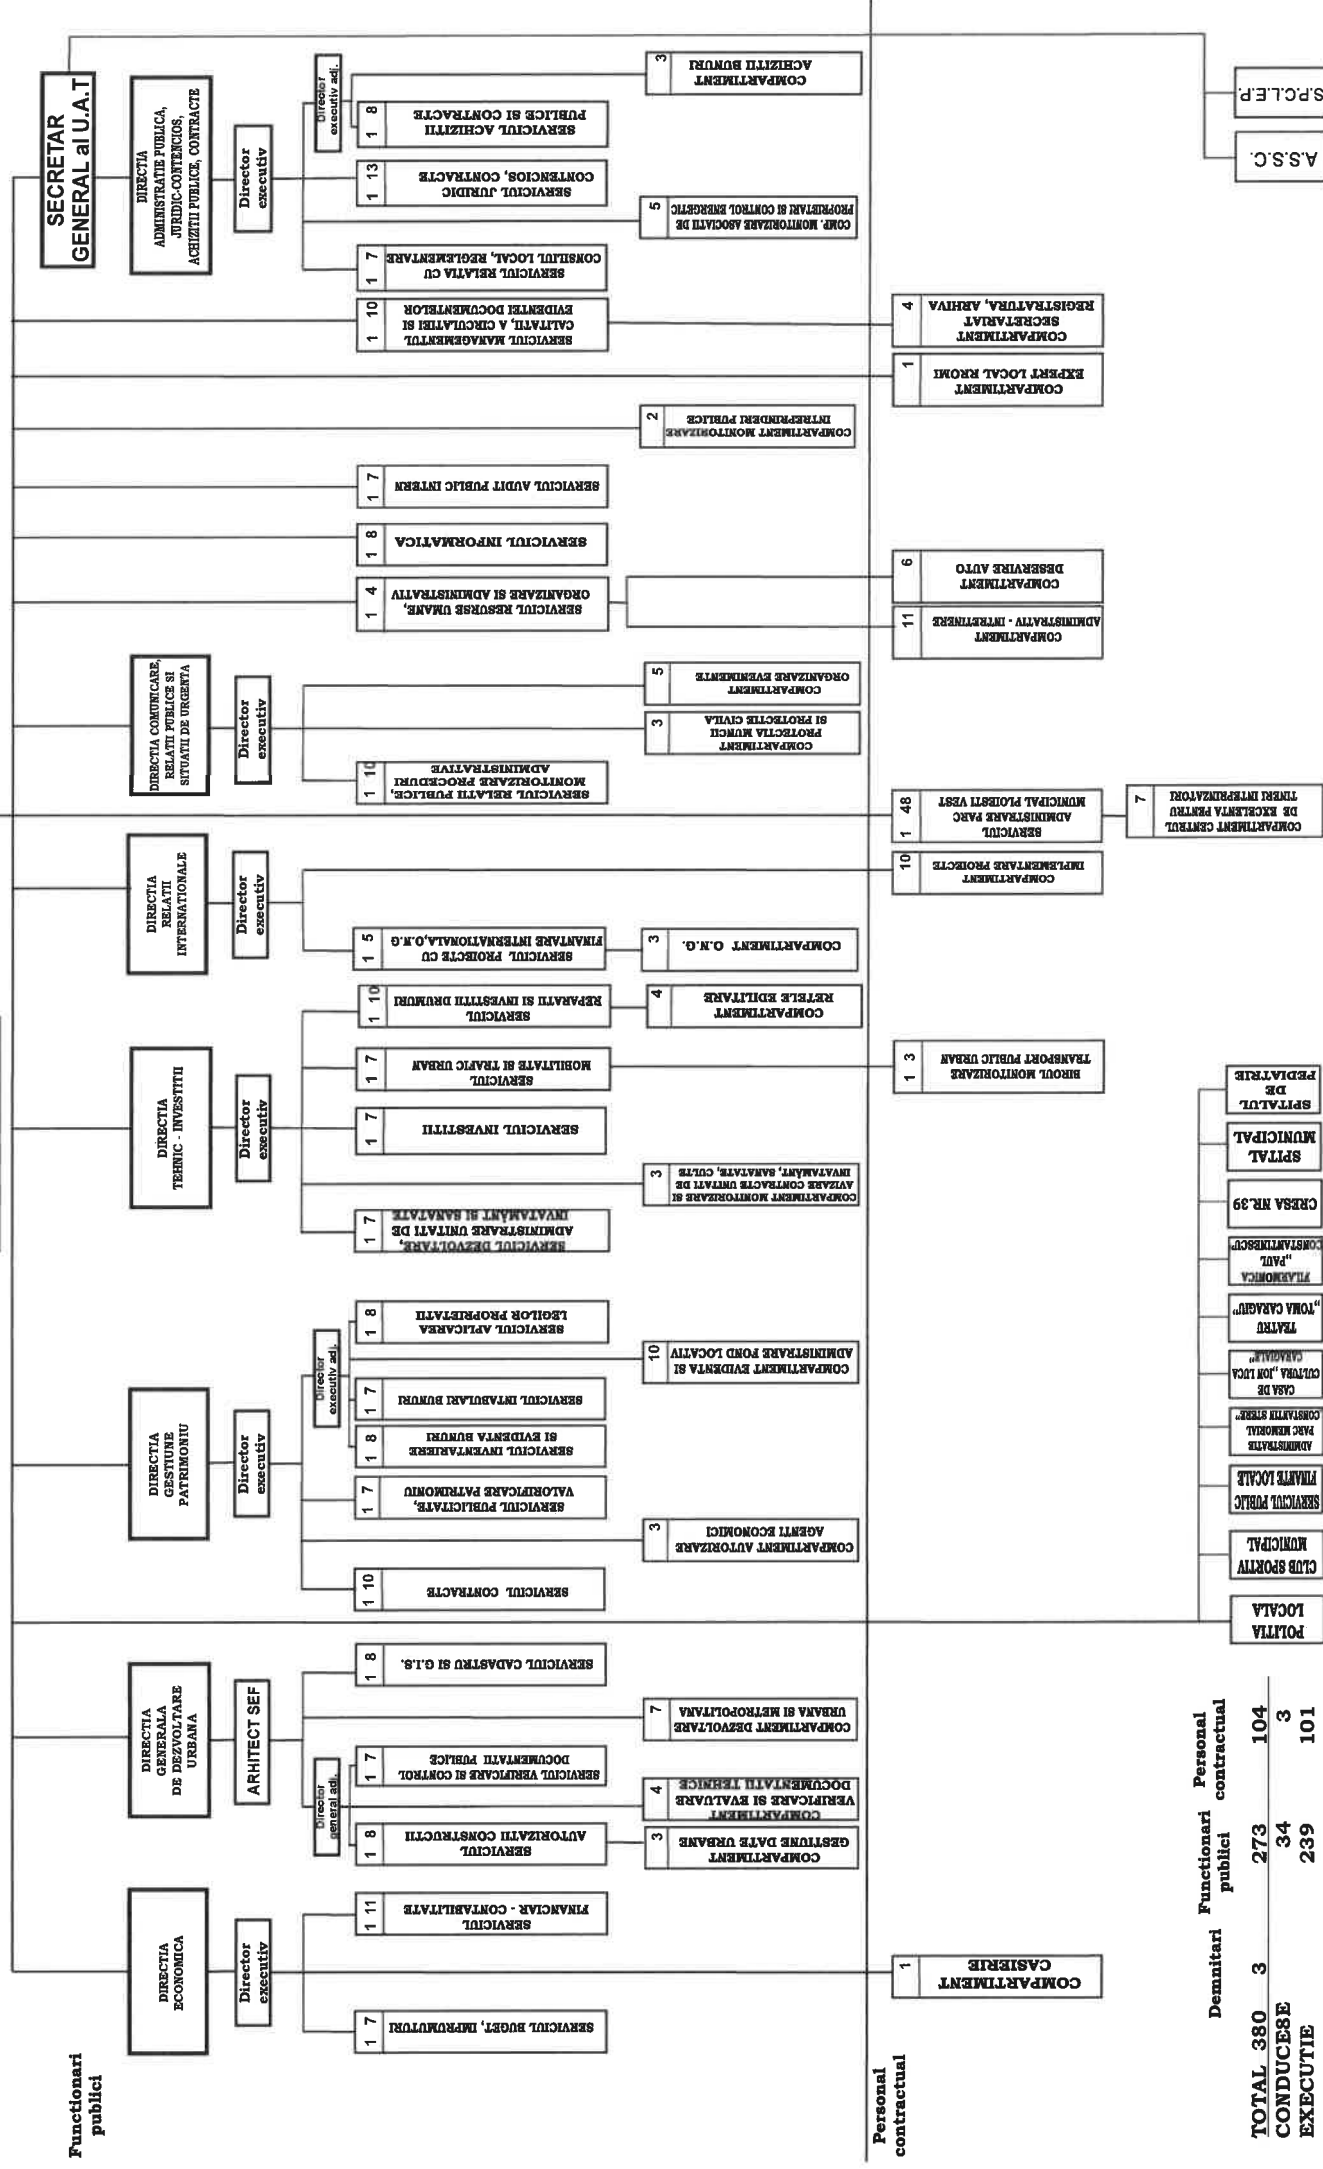 Functionari
publici
SECRETAR
GENERAL al U.A.T
DIRECTIA
ECONOMICA
Director
executiv
SERVICIUL BUGET, IMPRUMUTURI
1 7
SERVICIUL
FINANCIAR - CONTABILITATE
1 11
COMPARTIMENT
CASIERIE
1
DIRECTIA
GENERALA
DE DEZVOLTARE
URBANA
ARHITECT SEF
Director
general adj.
SERVICIUL
AUTORIZATII CONSTRUCTII
1 8
COMPARTIMENT
GESTIUNE DATE URBANE
3
COMPARTIMENT
VERIFICARE SI EVALUARE
DOCUMENTATII TEHNICE
4
SERVICIUL VERIFICARE SI CONTROL
DOCUMENTATII PUBLICE
1 7
COMPARTIMENT DEZVOLTARE
URBANA SI METROPOLITANA
7
SERVICIUL CADASTRU SI G.I.S.
1 8
DIRECTIA
GESTIUNE
PATRIMONIU
Director
executiv
Director
executiv adj.
SERVICIUL CONTRACTE
1 10
COMPARTIMENT AUTORIZARE
AGENTI ECONOMICI
3
SERVICIUL PUBLICITATE,
VALORIFICARE PATRIMONIU
1 7
SERVICIUL INVENTARIERE
SI EVIDENTA BUNURI
1 8
SERVICIUL INTABULARI BUNURI
1 7
COMPARTIMENT EVIDENTA SI
ADMINISTRARE FOND LOCATIV
10
SERVICIUL APLICAREA
LEGILOR PROPRIETATII
1 8
DIRECTIA
TEHNIC - INVESTITII
Director
executiv
SERVICIUL DEZVOLTARE,
ADMINISTRARE UNITATI DE
INVATAMÂNT SI SANATATE
1 7
COMPARTIMENT MONITORIZARE SI
AVIZARE CONTRACTE UNITATI DE
INVATAMÂNT, SANATATE, CULTE
3
SERVICIUL INVESTITII
1 7
SERVICIUL
MOBILITATE SI TRAFIC URBAN
1 7
BIROUL MONITORIZARE
TRANSPORT PUBLIC URBAN
1 3
SERVICIUL
REPARATII SI INVESTITII DRUMURI
1 10
COMPARTIMENT
RETELE EDILITARE
4
DIRECTIA
RELATII
INTERNATIONALE
Director
executiv
SERVICIUL PROIECTE CU
FINANTARE INTERNATIONALA,O.N.G
1 5
COMPARTIMENT O.N.G.
3
COMPARTIMENT
IMPLEMENTARE PROIECTE
10
SERVICIUL
ADMINISTRARE PARC
MUNICIPAL PLOIESTI VEST
1 48
COMPARTIMENT CENTRUL
DE EXCELENTA PENTRU
TINERI INTEPRINZATORI
7
DIRECTIA COMUNICARE,
RELATII PUBLICE SI
SITUATII DE URGENTA
Director
executiv
SERVICIUL RELATII PUBLICE,
MONITORIZARE PROCEDURI
ADMINISTRATIVE
1 10
COMPARTIMENT
PROTECTIA MUNCII
SI PROTECTIE CIVILA
3
COMPARTIMENT
ORGANIZARE EVENIMENTE
5
SERVICIUL RESURSE UMANE,
ORGANIZARE SI ADMINISTRATIV
1 4
COMPARTIMENT
ADMINISTRATIV - INTRETINERE
11
COMPARTIMENT
DESERVIRE AUTO
6
SERVICIUL INFORMATICA
1 8
SERVICIUL AUDIT PUBLIC INTERN
1 7
COMPARTIMENT MONITORIZARE
INTREPRINDERI PUBLICE
2
COMPARTIMENT
EXPERT LOCAL RROMI
1
SERVICIUL MANAGEMENTUL
CALITATII, A CIRCULATIEI SI
EVIDENTEI DOCUMENTELOR
1 10
COMPARTIMENT
SECRETARIAT
REGISTRATURA, ARHIVA
4
DIRECTIA
ADMINISTRATIE PUBLICA,
JURIDIC-CONTENCIOS,
ACHIZITII PUBLICE, CONTRACTE
Director
executiv
Director
executiv adj.
SERVICIUL RELATIA CU
CONSILIUL LOCAL, REGLEMENTARE
1 7
COMP. MONITORIZARE ASOCIATII DE
PROPRIETARI SI CONTROL ENERGETIC
5
SERVICIUL JURIDIC
CONTENCIOS, CONTRACTE
1 13
SERVICIUL ACHIZITII
PUBLICE SI CONTRACTE
1 8
COMPARTIMENT
ACHIZITII BUNURI
3
Personal
contractual
A.S.S.C.
S.P.C.L.E.P.
POLITIA
LOCALA
CLUB SPORTIV
MUNICIPAL
SERVICIUL PUBLIC
FINANTE LOCALE
ADMINISTRATIE
PARC MEMORIAL
CONSTANTIN STERE"
CASA DE
CULTURA „ION LUCA
CARAGIALE"
TEATRU
„TOMA CARAGIU"
FILARMONICA
„PAUL
CONSTANTINESCU"
CRESA NR.39
SPITAL
MUNICIPAL
SPITALUL
DE
PEDIATRIE
Demnitari Functionari publici Personal contractual
TOTAL 380 3 273 104
CONDUCE8E 34 3
EXECUTIE 239 101